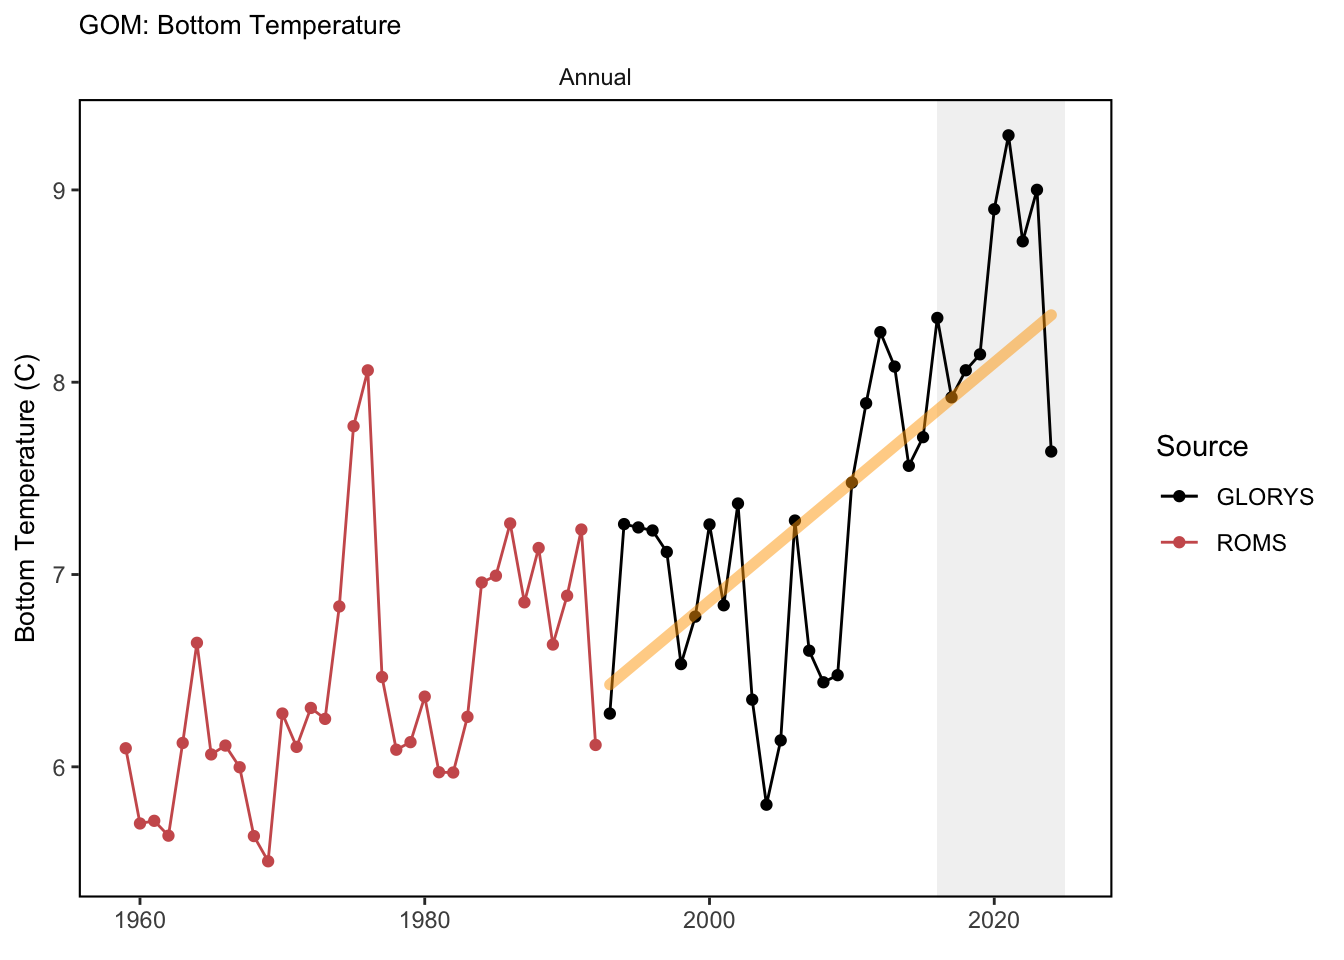 GOM: Bottom Temperature
Annual
Bottom Temperature (C)
9
8
7
6
1960
1980
2000
2020
Source
GLORYS
ROMS